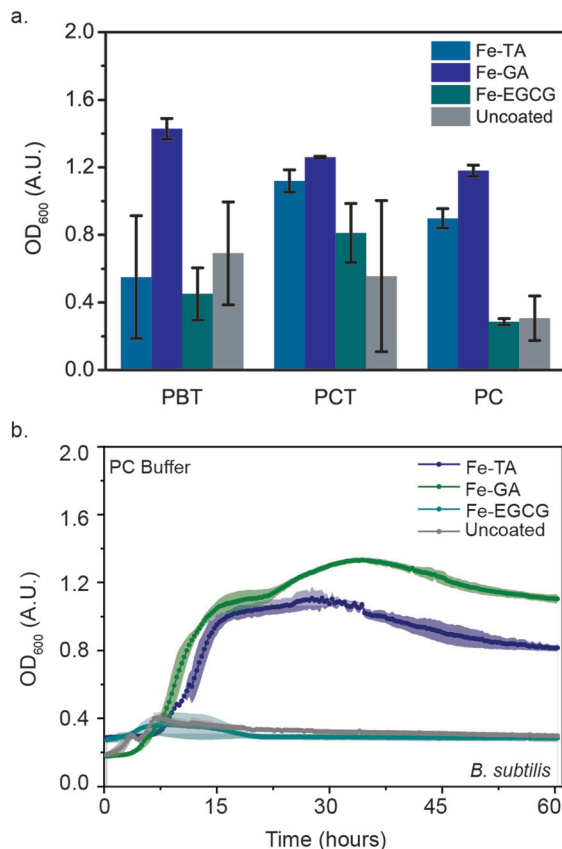 a.
2.0
1.6
1.2
0.8
0.4
0.0
OD600 (A.U.)
Fe-TA
Fe-GA
Fe-EGCG
Uncoated
PBT
PCT
PC
b.
2.0
1.6
1.2
0.8
0.4
0.0
OD600 (A.U.)
PC Buffer
Fe-TA
Fe-GA
Fe-EGCG
Uncoated
B. subtilis
0
15
30
45
60
Time (hours)